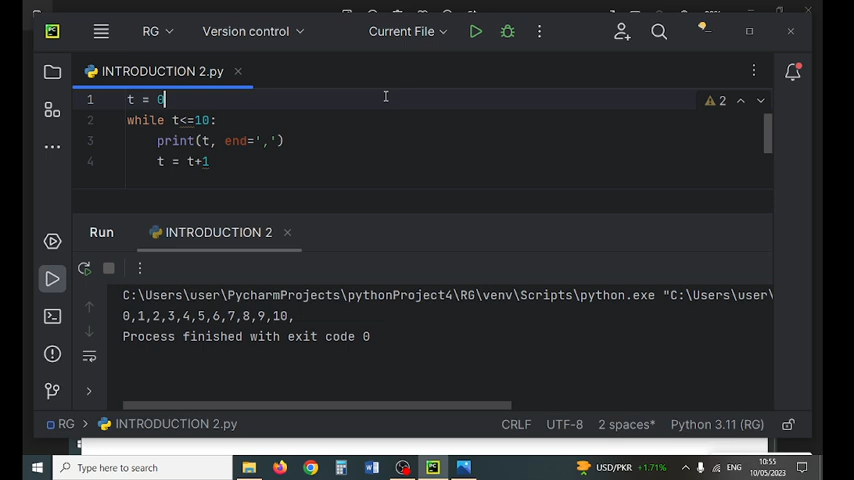 PC
RG
Version control
Current File
INTRODUCTION 2.py
1 t = 0
2 while t<=10:
3 print(t, end=',')
4 t = t+1
2
Run
INTRODUCTION 2
C:\Users\user\PycharmProjects\pythonProject4\RG\venv\Scripts\python.exe "C:\Users\user\
0,1,2,3,4,5,6,7,8,9,10,
Process finished with exit code 0
RG
INTRODUCTION 2.py
CRLF
UTF-8
2 spaces*
Python 3.11 (RG)
Type here to search
USD/PKR +1.71%
ENG
10:55
10/05/2023